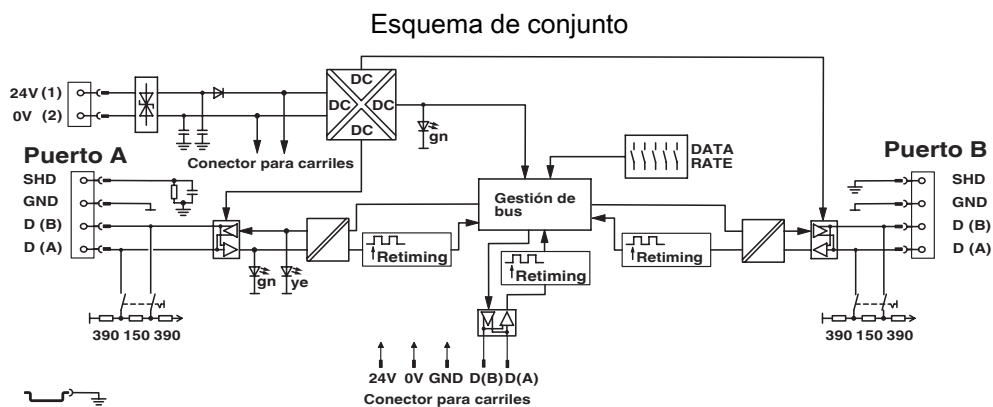 Esquema de conjunto
24V (1)
0V (2)
DC
DC DC
DC
gn
Conector para carriles
DATA
RATE
Puerto A
Puerto B
SHD
GND
D (B)
D (A)
Gestión de
bus
SHD
GND
D (B)
D (A)
Retiming
Retiming
Retiming
gn
ye
390 150 390
390 150 390
24V 0V GND D(B) D(A)
Conector para carriles